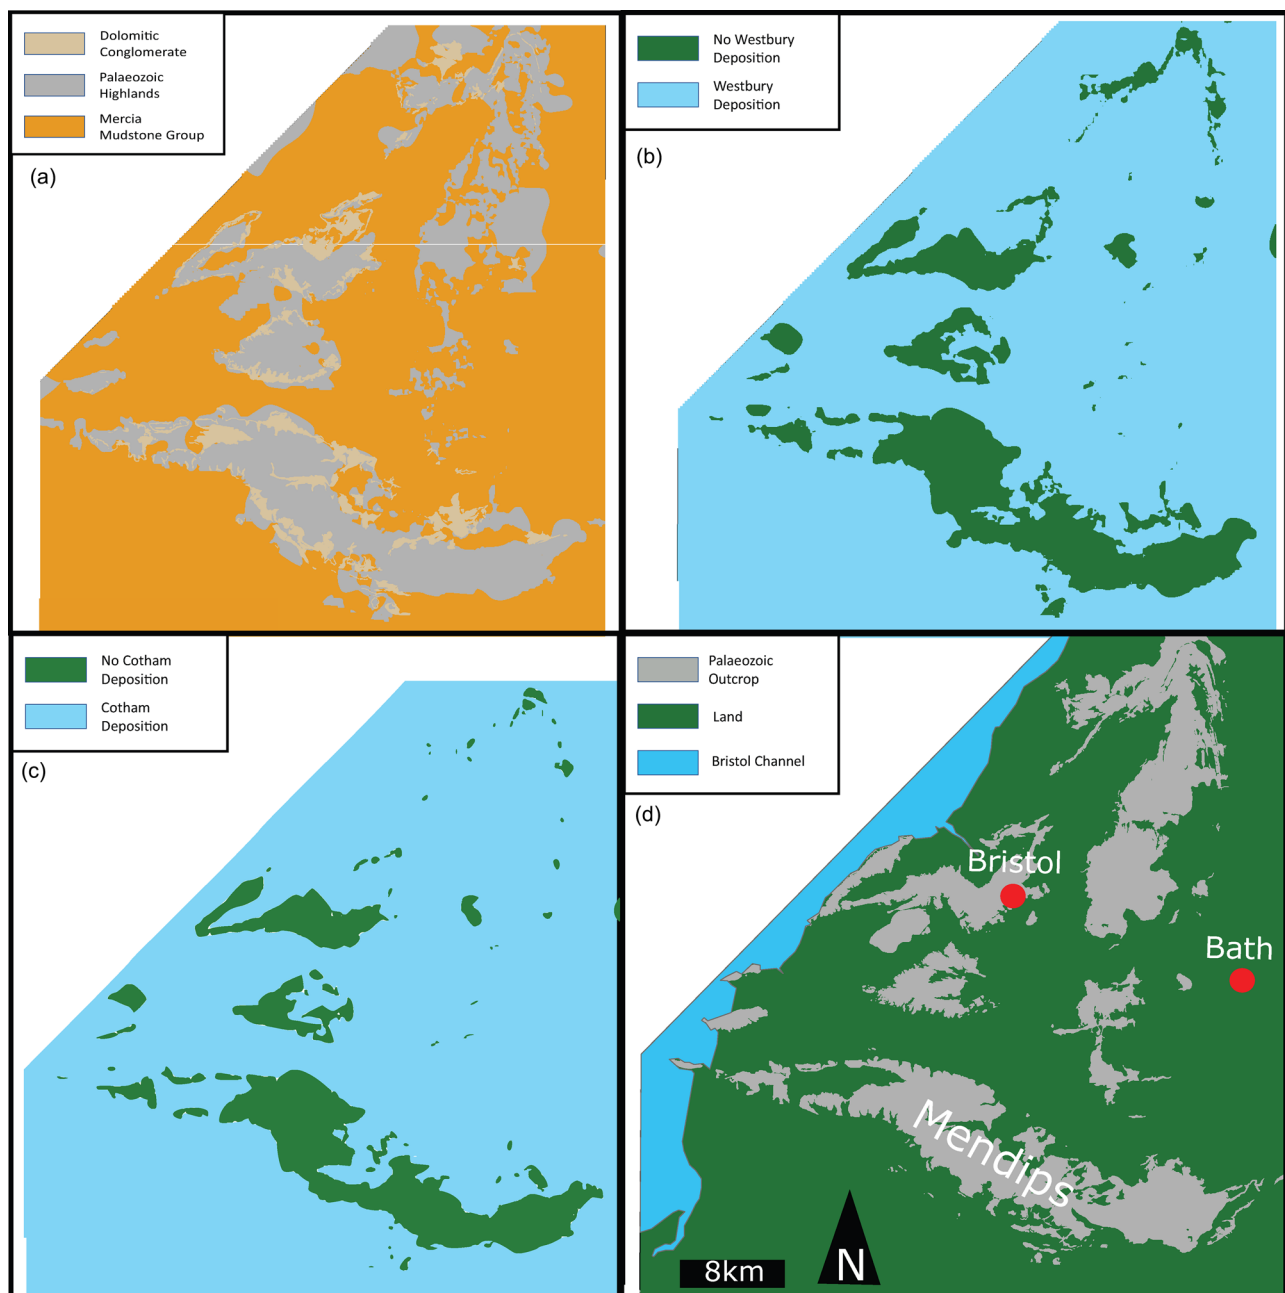 Dolomitic
Conglomerate
Palaeozoic
Highlands
Mercia
Mudstone Group
(a)
No Westbury
Deposition
Westbury
Deposition
(b)
No Cotham
Deposition
Cotham
Deposition
(c)
Palaeozoic
Outcrop
Land
Bristol Channel
(d)
Bristol
Bath
Mendips
8km
N